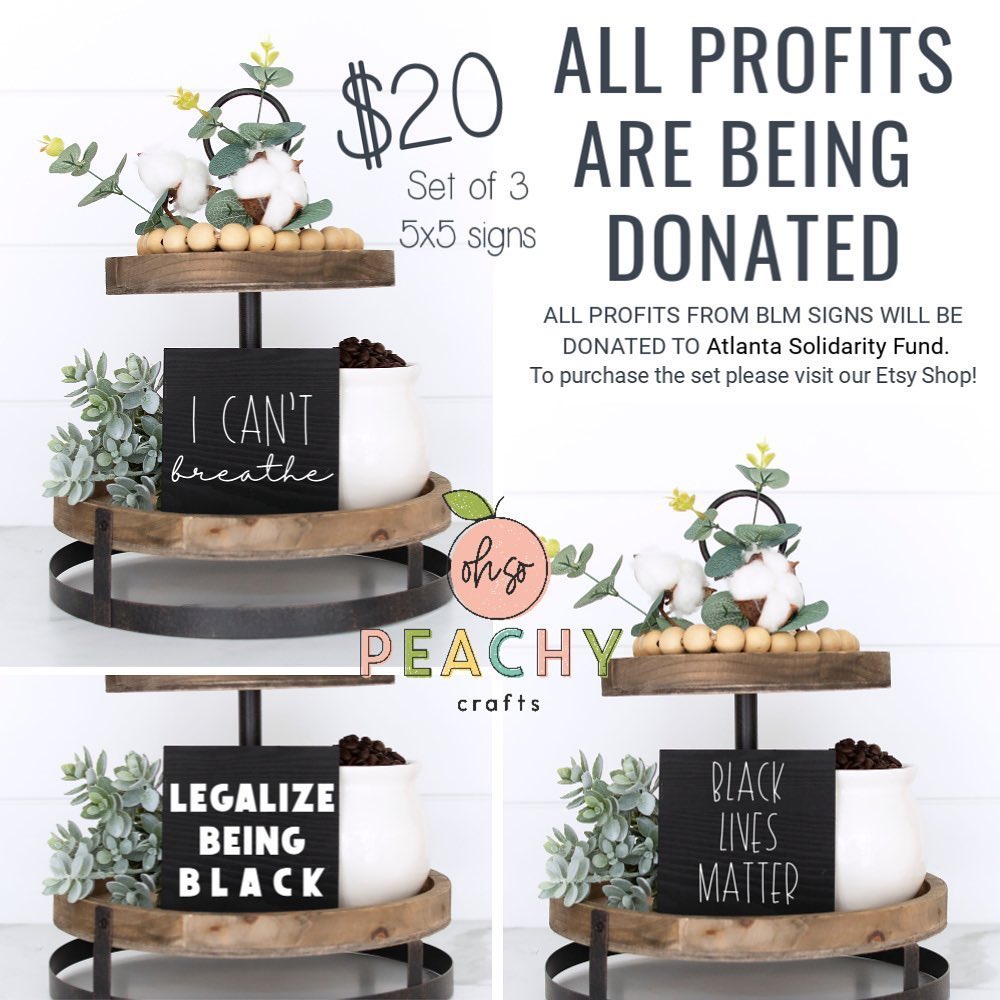 $20
Set of 3
5x5 signs
ALL PROFITS
ARE BEING
DONATED
ALL PROFITS FROM BLM SIGNS WILL BE
DONATED TO Atlanta Solidarity Fund.
To purchase the set please visit our Etsy Shop!
I CAN'T
breathe
oh so
PEACHY
crafts
LEGALIZE
BEING
BLACK
BLACK
LIVES
MATTER